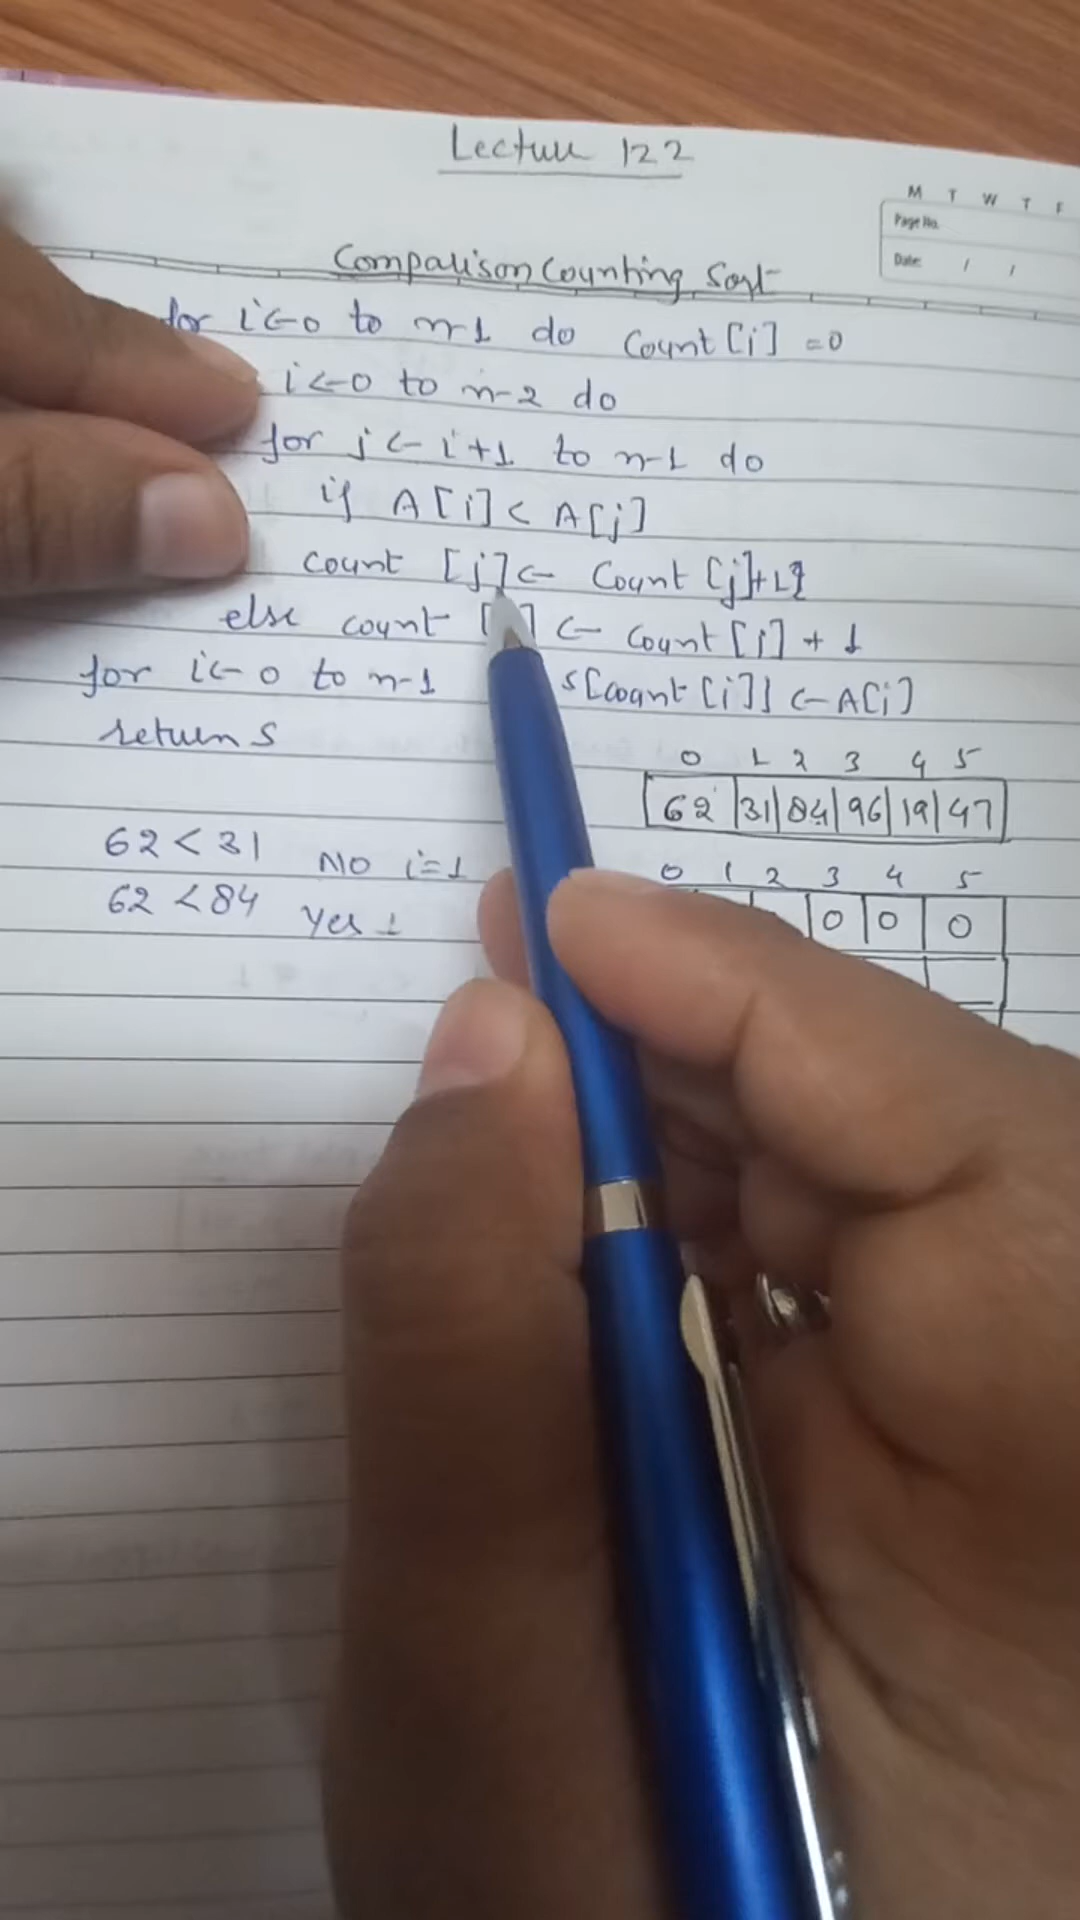 Lecture 122
M T W T F
Page No.
Date: / /
Comparison Counting Sort
for i<-0 to n-1 do Count[i] =0
i<-0 to n-2 do
for j<-i+1 to n-1 do
if A[i]< A[j]
count [j]<- Count[j]+1}
else count [ ] <- Count[i] + 1
for i<-0 to n-1 S[count[i]] <-A[i]
return S
0 1 2 3 4 5
62 31 84 96 19 47
62 < 31 NO i=1
0 1 2 3 4 5
62 < 84 Yes 1
0 0 0